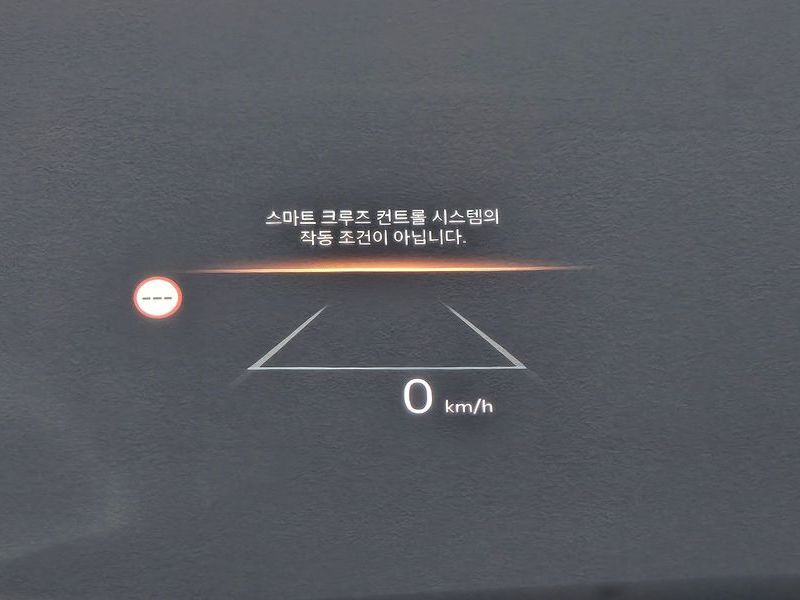 스마트 크루즈 컨트롤 시스템의
작동 조건이 아닙니다.
---
0 km/h